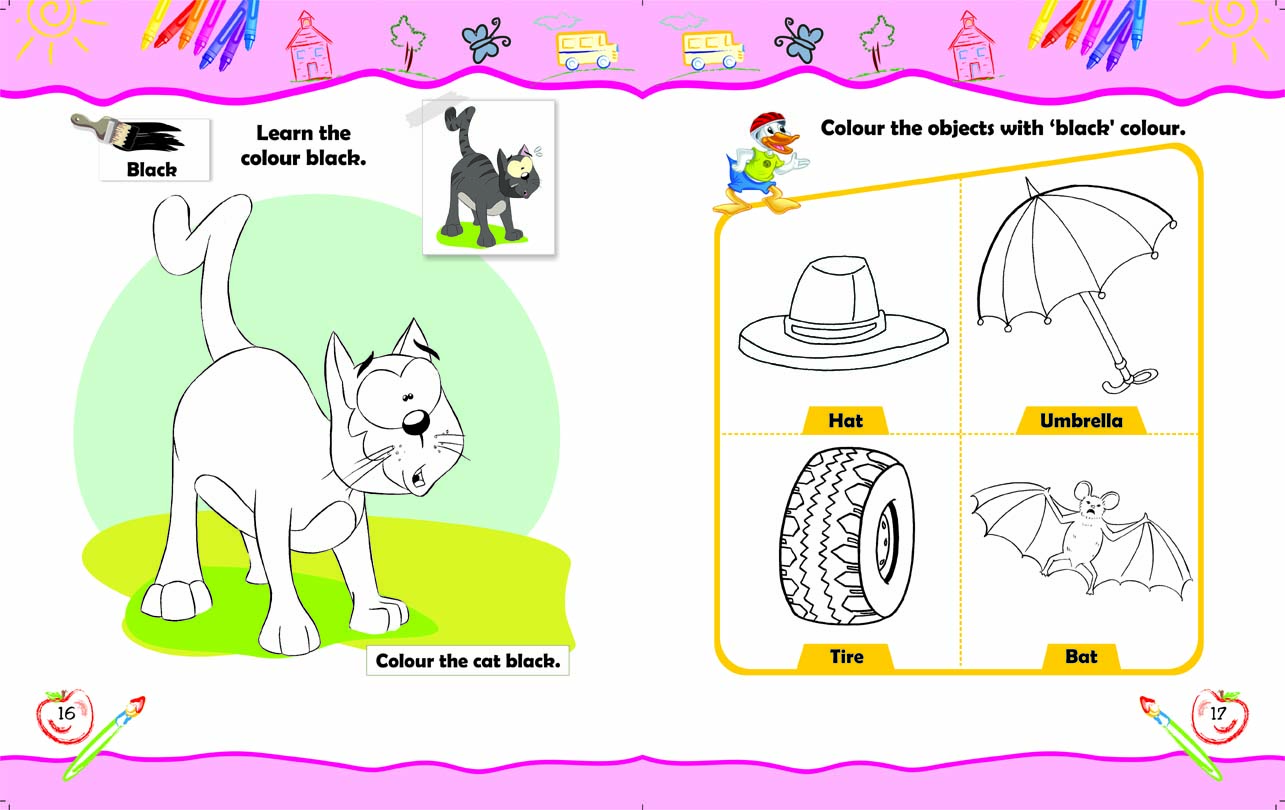 Black
Learn the
colour black.
Colour the cat black.
16
Colour the objects with ‘black' colour.
Hat
Umbrella
Tire
Bat
17